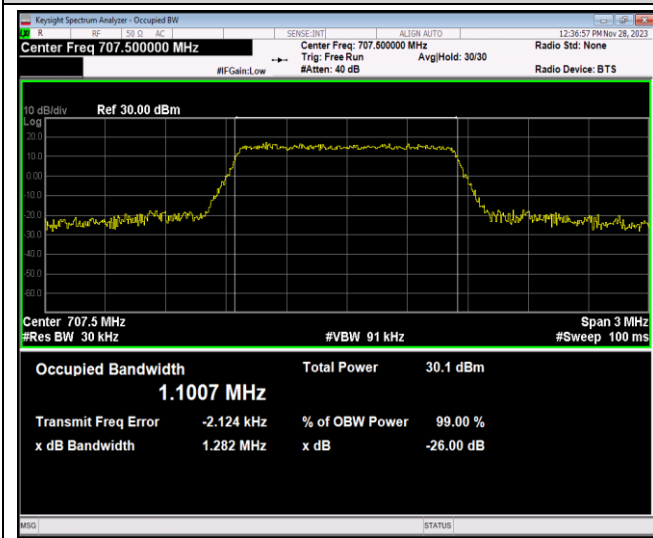 Keysight Spectrum Analyzer - Occupied BW
LXI R RF 50 Ω AC SENSE:INT ALIGN AUTO 12:36:57 PM Nov 28, 2023
Center Freq 707.500000 MHz Center Freq: 707.500000 MHz Radio Std: None
Trig: Free Run Avg|Hold: 30/30
#IFGain:Low #Atten: 40 dB Radio Device: BTS
10 dB/div Ref 30.00 dBm
Log
20.0
10.0
0.00
-10.0
-20.0
-30.0
-40.0
-50.0
-60.0
Center 707.5 MHz Span 3 MHz
#Res BW 30 kHz #VBW 91 kHz #Sweep 100 ms
Occupied Bandwidth Total Power 30.1 dBm
1.1007 MHz
Transmit Freq Error -2.124 kHz % of OBW Power 99.00 %
x dB Bandwidth 1.282 MHz x dB -26.00 dB
MSG STATUS